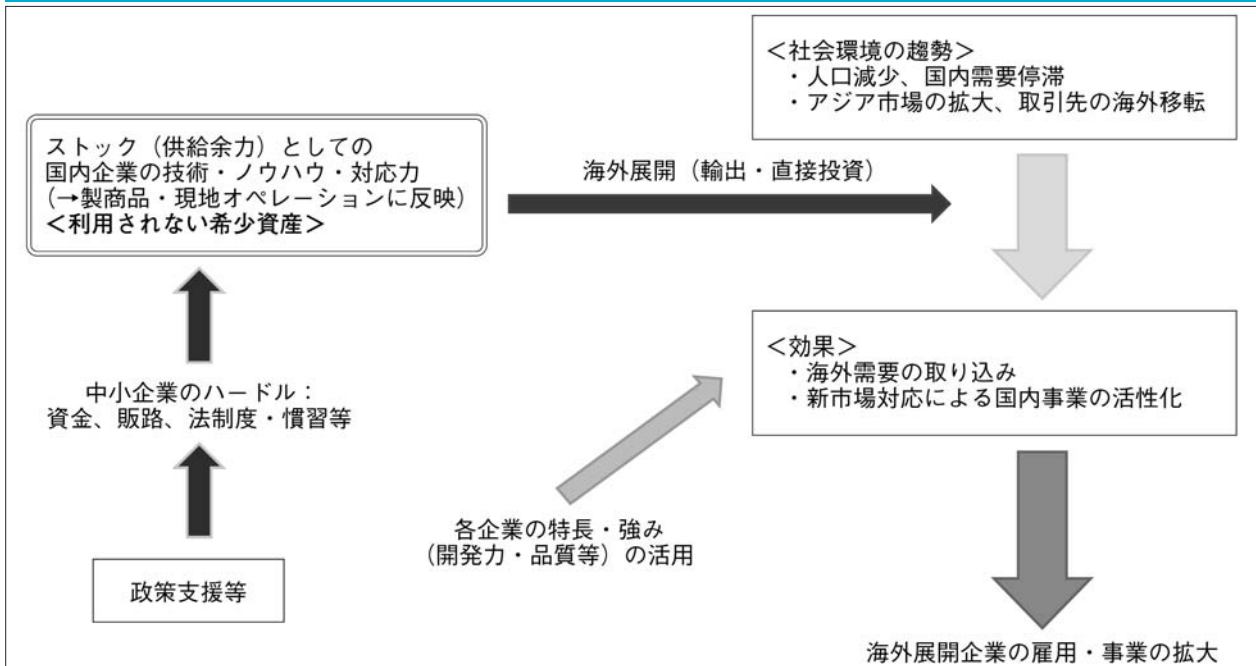 ＜社会環境の趨勢＞
・人口減少、国内需要停滞
・アジア市場の拡大、取引先の海外移転
ストック（供給余力）としての
国内企業の技術・ノウハウ・対応力
（→製商品・現地オペレーションに反映）
＜利用されない希少資産＞
海外展開（輸出・直接投資）
＜効果＞
・海外需要の取り込み
・新市場対応による国内事業の活性化
中小企業のハードル：
資金、販路、法制度・慣習等
各企業の特長・強み
（開発力・品質等）の活用
政策支援等
海外展開企業の雇用・事業の拡大